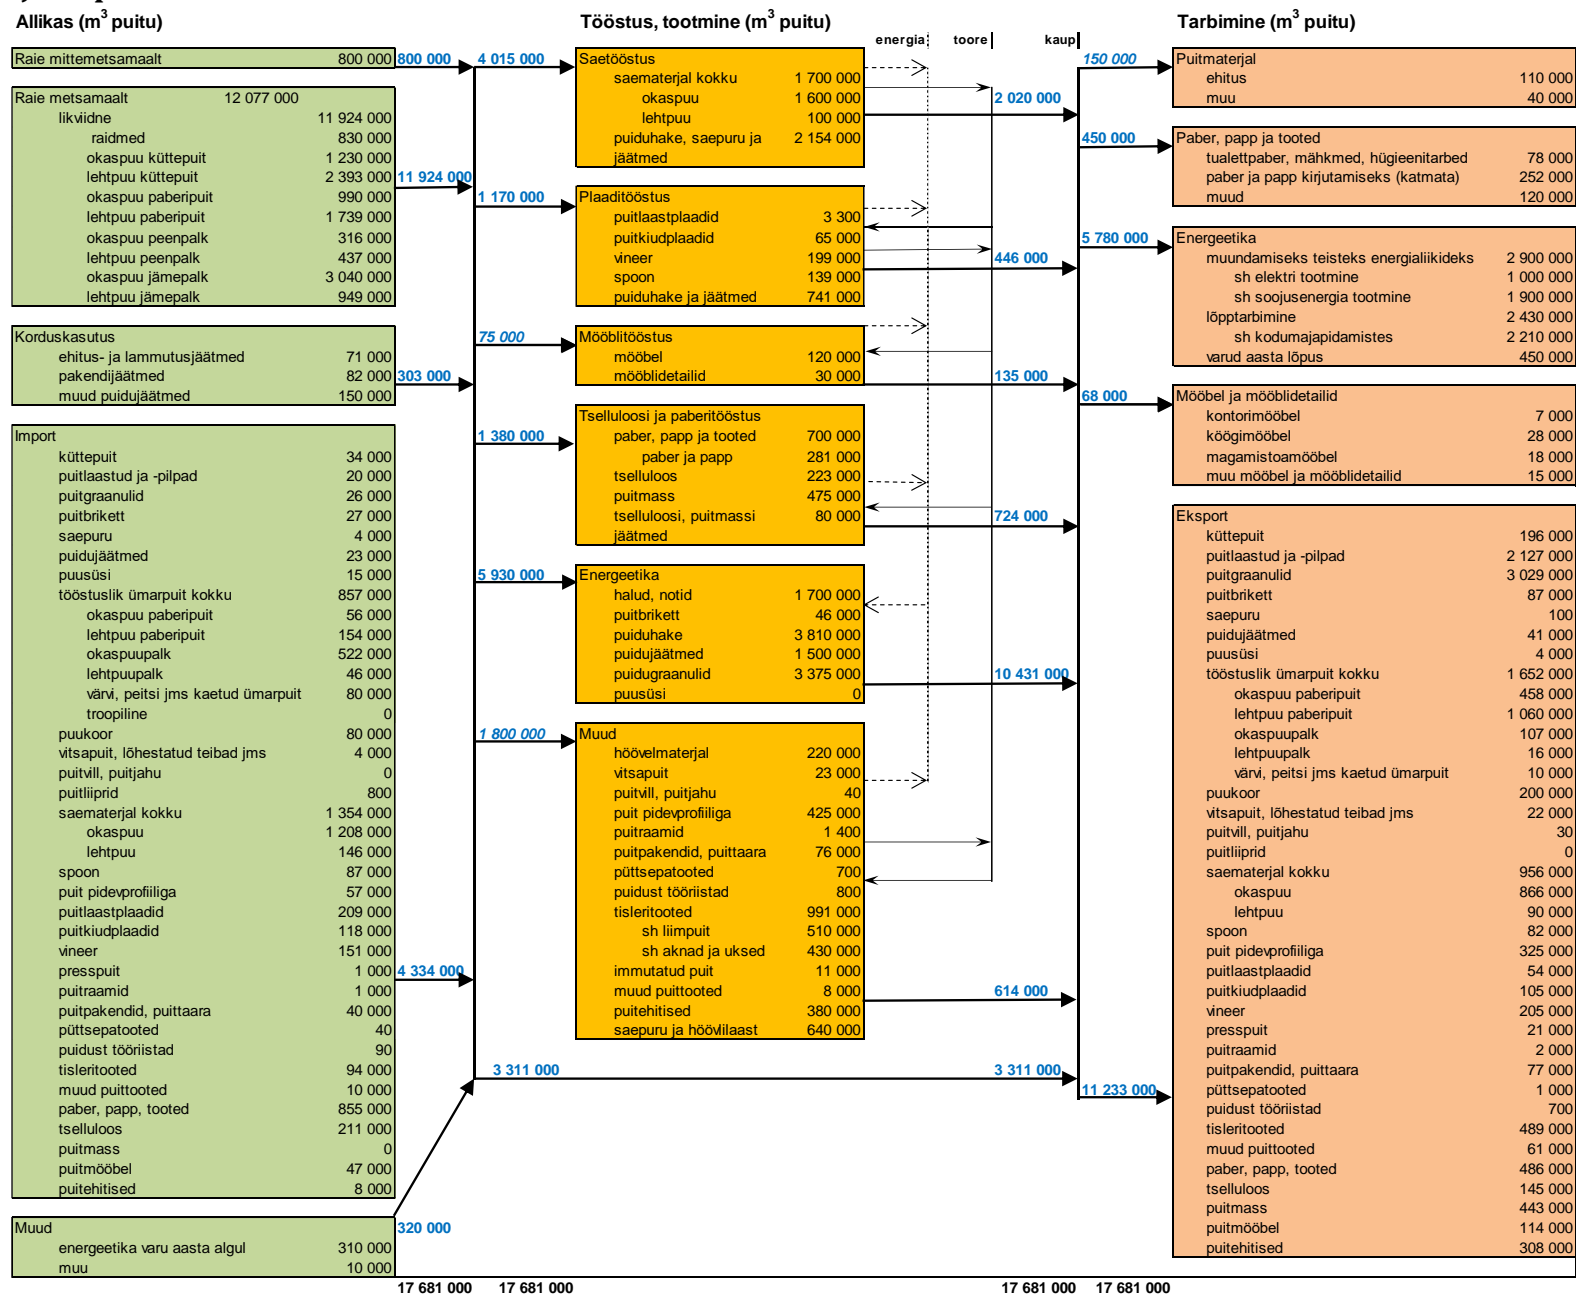 Allikas (m³ puitu)
Raie mittemetsamaalt 800 000
800 000
Raie metsamaalt 12 077 000
likviidne 11 924 000
raidmed 830 000
okaspuu küttepuit 1 230 000
lehtpuu küttepuit 2 393 000
11 924 000
okaspuu paberipuit 990 000
lehtpuu paberipuit 1 739 000
okaspuu peenpalk 316 000
lehtpuu peenpalk 437 000
okaspuu jämepalk 3 040 000
lehtpuu jämepalk 949 000
Korduskasutus
ehitus- ja lammutusjäätmed 71 000
pakendijäätmed 82 000
303 000
muud puidujäätmed 150 000
Import
küttepuit 34 000
puitlaastud ja -pilpad 20 000
puitgraanulid 26 000
puitbrikett 27 000
saepuru 4 000
puidujäätmed 23 000
puusüsi 15 000
tööstuslik ümarpuit kokku 857 000
okaspuu paberipuit 56 000
lehtpuu paberipuit 154 000
okaspuupalk 522 000
lehtpuupalk 46 000
värvi, peitsi jms kaetud ümarpuit 80 000
troopiline 0
puukoor 80 000
vitsapuit, lõhestatud teibad jms 4 000
puitvill, puitjahu 0
puitliiprid 800
saematerjal kokku 1 354 000
okaspuu 1 208 000
lehtpuu 146 000
spoon 87 000
puit pidevprofiiliga 57 000
puitlaastplaadid 209 000
puitkiudplaadid 118 000
vineer 151 000
presspuit 1 000
4 334 000
puitraamid 1 000
puitpakendid, puittaara 40 000
püttsepatooted 40
puidust tööriistad 90
tisleritooted 94 000
muud puittooted 10 000
paber, papp, tooted 855 000
tselluloos 211 000
puitmass 0
puitmööbel 47 000
puitehitised 8 000
Muud
320 000
energeetika varu aasta algul 310 000
muu 10 000
17 681 000
Tööstus, tootmine (m³ puitu)
energia
toore
kaup
4 015 000
Saetööstus
saematerjal kokku 1 700 000
okaspuu 1 600 000
2 020 000
lehtpuu 100 000
puiduhake, saepuru ja 2 154 000
jäätmed
1 170 000
Plaaditööstus
puitlaastplaadid 3 300
puitkiudplaadid 65 000
vineer 199 000
446 000
spoon 139 000
puiduhake ja jäätmed 741 000
75 000
Mööblitööstus
mööbel 120 000
mööblidetailid 30 000
135 000
Tselluloosi ja paberitööstus
1 380 000
paber, papp ja tooted 700 000
paber ja papp 281 000
tselluloos 223 000
puitmass 475 000
tselluloosi, puitmassi 80 000
jäätmed
724 000
5 930 000
Energeetika
halud, notid 1 700 000
puitbrikett 46 000
puiduhake 3 810 000
puidujäätmed 1 500 000
puidugraanulid 3 375 000
10 431 000
puusüsi 0
1 800 000
Muud
höövelmaterjal 220 000
vitsapuit 23 000
puitvill, puitjahu 40
puit pidevprofiiliga 425 000
puitraamid 1 400
puitpakendid, puittaara 76 000
püttsepatooted 700
puidust tööriistad 800
tisleritooted 991 000
sh liimpuit 510 000
sh aknad ja uksed 430 000
immutatud puit 11 000
muud puittooted 8 000
614 000
puitehitised 380 000
saepuru ja höövlilaast 640 000
3 311 000
3 311 000
17 681 000
17 681 000
Tarbimine (m³ puitu)
150 000
Puitmaterjal
ehitus 110 000
muu 40 000
450 000
Paber, papp ja tooted
tualettpaber, mähkmed, hügieenitarbed 78 000
paber ja papp kirjutamiseks (katmata) 252 000
muud 120 000
5 780 000
Energeetika
muundamiseks teisteks energialiikideks 2 900 000
sh elektri tootmine 1 000 000
sh soojusenergia tootmine 1 900 000
lõpptarbimine 2 430 000
sh kodumajapidamistes 2 210 000
varud aasta lõpus 450 000
68 000
Mööbel ja mööblidetailid
kontorimööbel 7 000
köögimööbel 28 000
magamistoamööbel 18 000
muu mööbel ja mööblidetailid 15 000
Eksport
küttepuit 196 000
puitlaastud ja -pilpad 2 127 000
puitgraanulid 3 029 000
puitbrikett 87 000
saepuru 100
puidujäätmed 41 000
puusüsi 4 000
tööstuslik ümarpuit kokku 1 652 000
okaspuu paberipuit 458 000
lehtpuu paberipuit 1 060 000
okaspuupalk 107 000
lehtpuupalk 16 000
värvi, peitsi jms kaetud ümarpuit 10 000
puukoor 200 000
vitsapuit, lõhestatud teibad jms 22 000
puitvill, puitjahu 30
puitliiprid 0
saematerjal kokku 956 000
okaspuu 866 000
lehtpuu 90 000
spoon 82 000
puit pidevprofiiliga 325 000
puitlaastplaadid 54 000
puitkiudplaadid 105 000
vineer 205 000
presspuit 21 000
puitraamid 2 000
puitpakendid, puittaara 77 000
11 233 000
püttsepatooted 1 000
puidust tööriistad 700
tisleritooted 489 000
muud puittooted 61 000
paber, papp, tooted 486 000
tselluloos 145 000
puitmass 443 000
puitmööbel 114 000
puitehitised 308 000
17 681 000